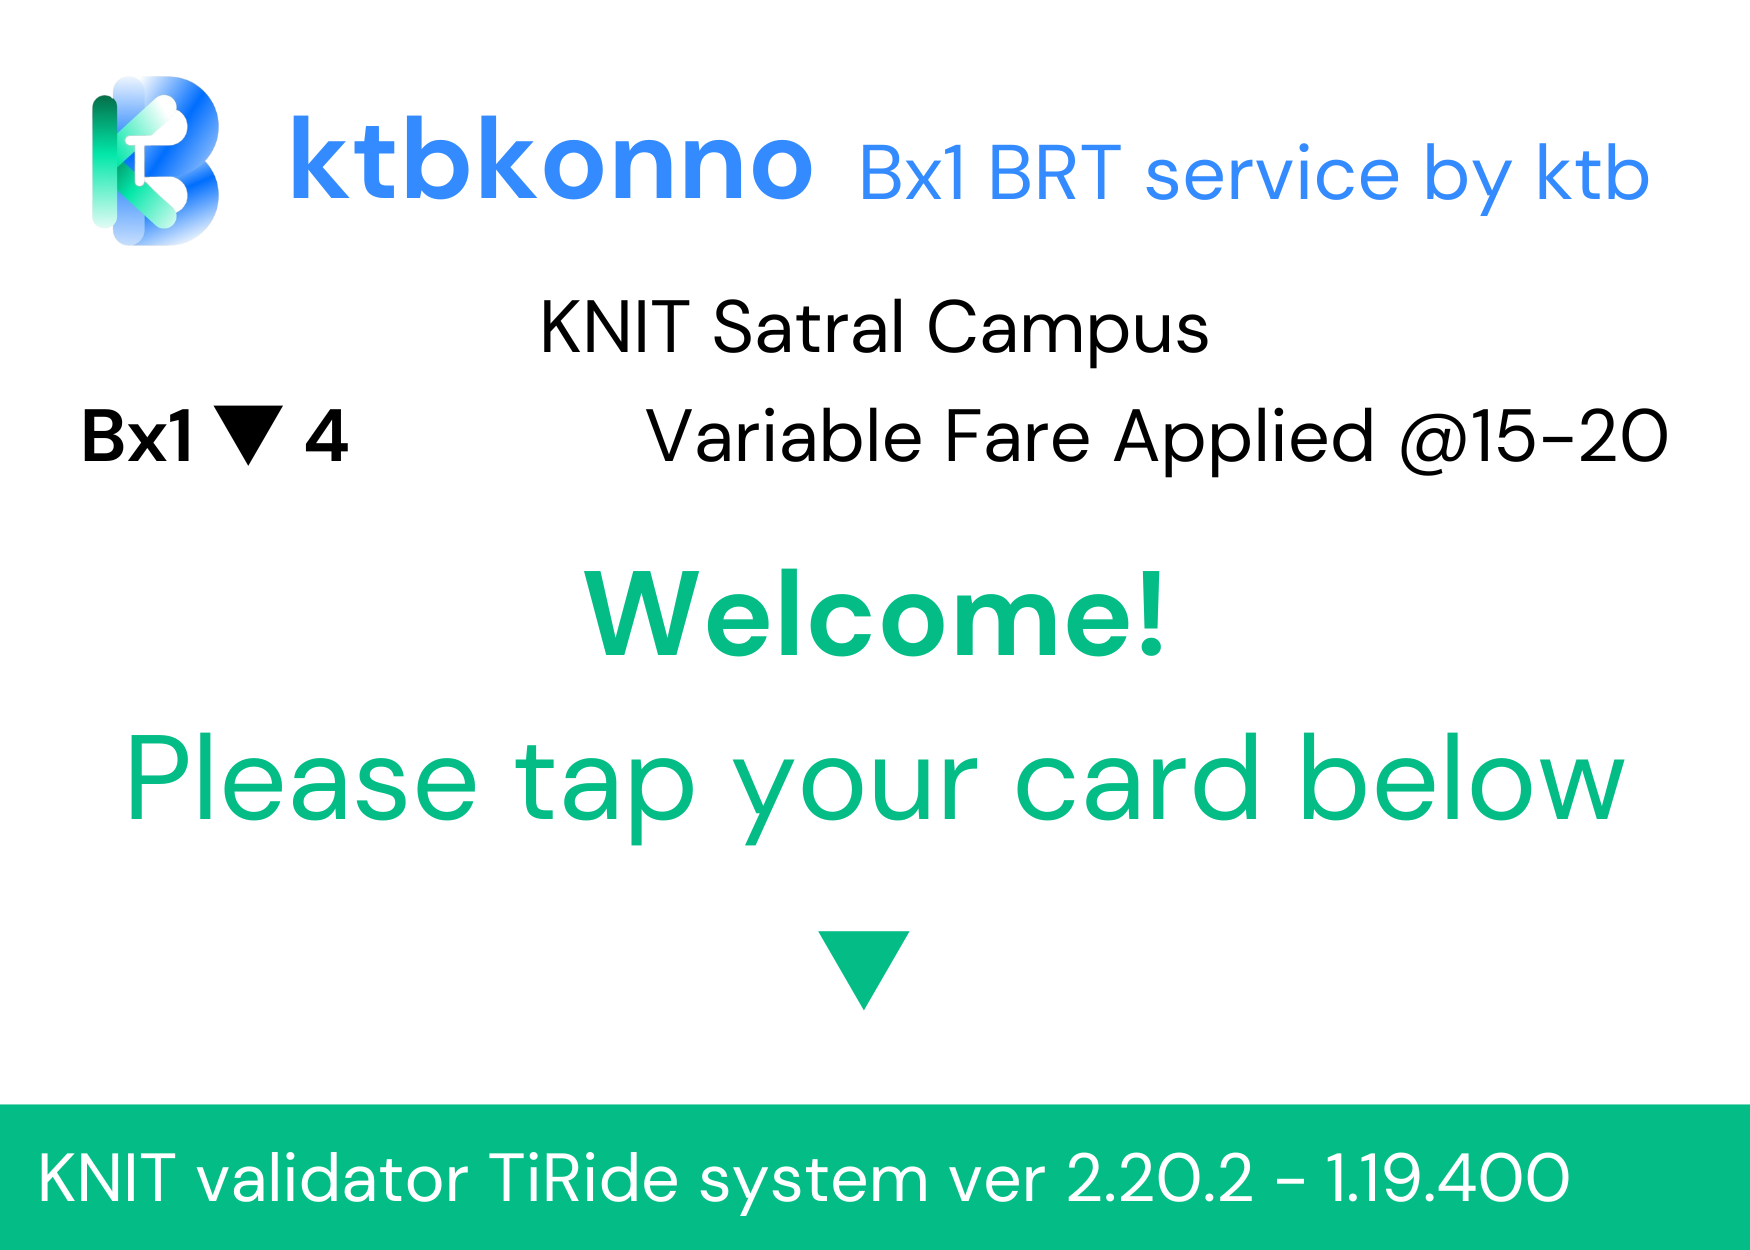 ktbkonno Bx1 BRT service by ktb
KNIT Satral Campus
Bx1 ▼ 4 Variable Fare Applied @15-20
Welcome!
Please tap your card below
▼
KNIT validator TiRide system ver 2.20.2 - 1.19.400